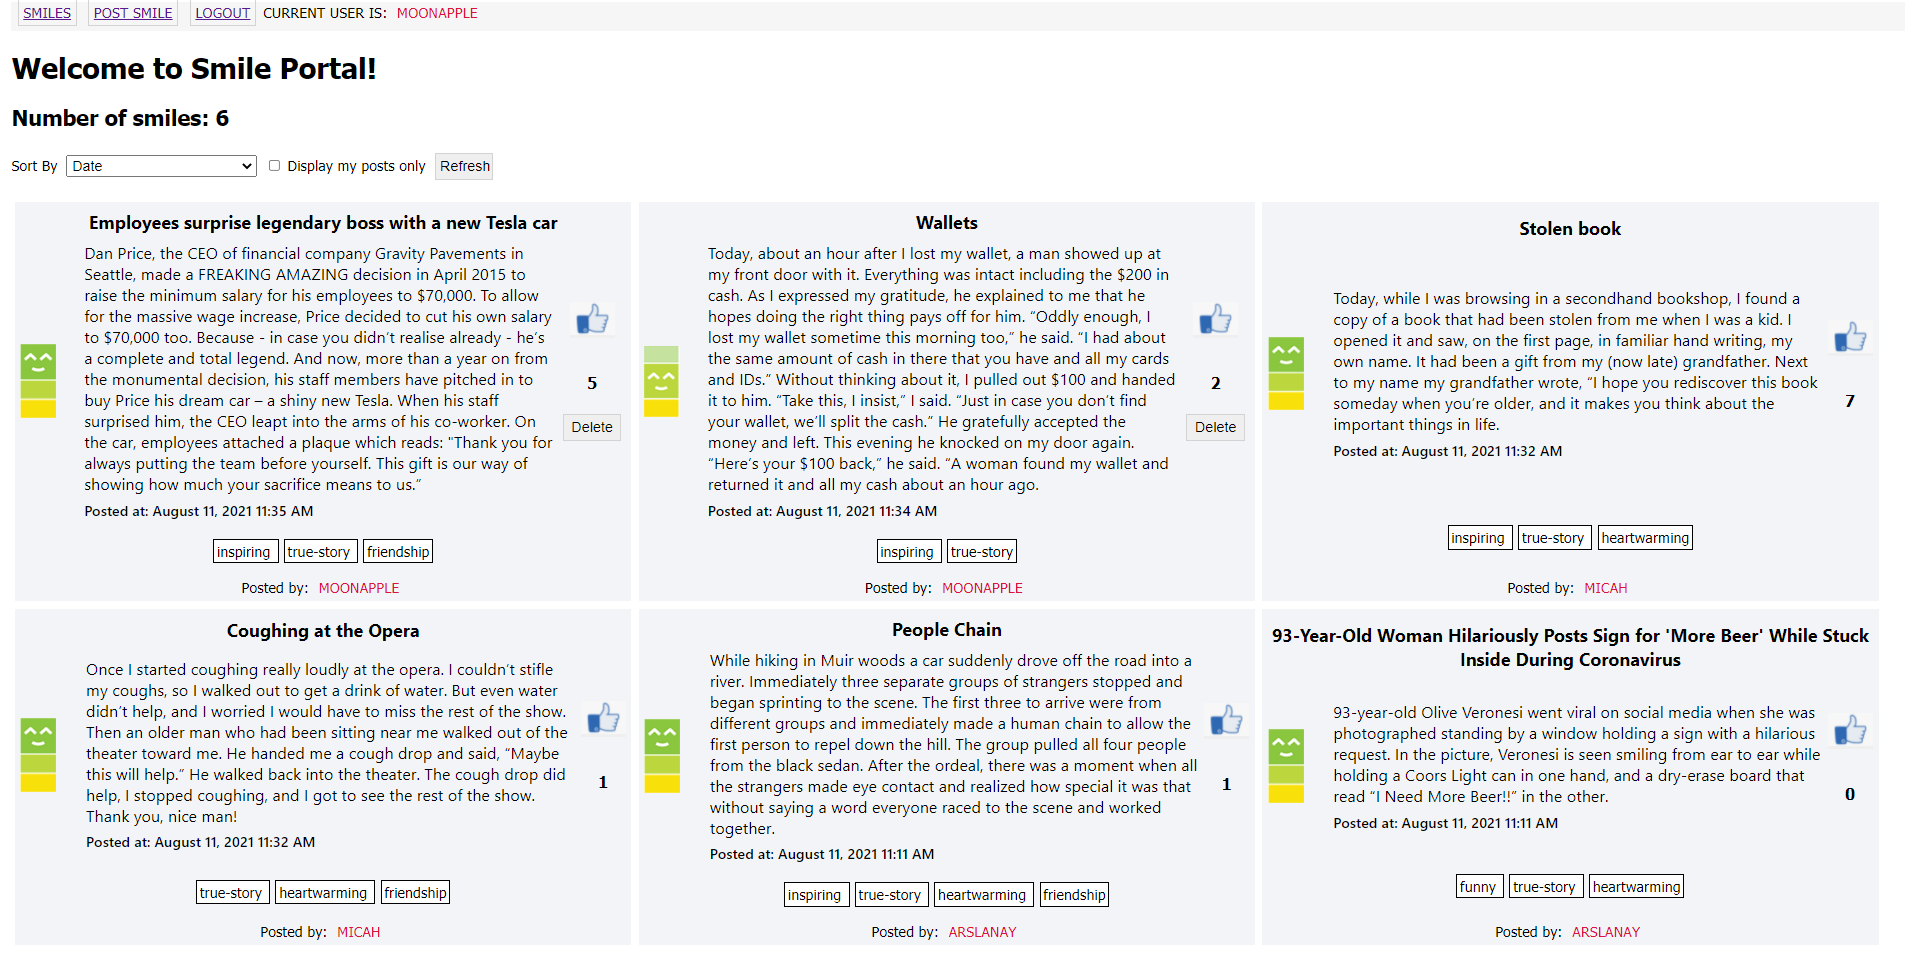 SMILES POST SMILE LOGOUT CURRENT USER IS: MOONAPPLE
Welcome to Smile Portal!
Number of smiles: 6
Sort By Date Display my posts only Refresh
Employees surprise legendary boss with a new Tesla car
Dan Price, the CEO of financial company Gravity Pavements in
Seattle, made a FREAKING AMAZING decision in April 2015 to
raise the minimum salary for his employees to $70,000. To allow
for the massive wage increase, Price decided to cut his own salary
to $70,000 too. Because - in case you didn't realise already - he's
a complete and total legend. And now, more than a year on from
the monumental decision, his staff members have pitched in to
buy Price his dream car – a shiny new Tesla. When his staff
surprised him, the CEO leapt into the arms of his co-worker. On
the car, employees attached a plaque which reads: "Thank you for
always putting the team before yourself. This gift is our way of
showing how much your sacrifice means to us."
Posted at: August 11, 2021 11:35 AM
5
Delete
inspiring true-story friendship
Posted by: MOONAPPLE
Wallets
Today, about an hour after I lost my wallet, a man showed up at
my front door with it. Everything was intact including the $200 in
cash. As I expressed my gratitude, he explained to me that he
hopes doing the right thing pays off for him. “Oddly enough, I
lost my wallet sometime this morning too,” he said. “I had about
the same amount of cash in there that you have and all my cards
and IDs.” Without thinking about it, I pulled out $100 and handed
it to him. “Take this, I insist,” I said. “Just in case you don’t find
your wallet, we’ll split the cash.” He gratefully accepted the
money and left. This evening he knocked on my door again.
“Here’s your $100 back,” he said. “A woman found my wallet and
returned it and all my cash about an hour ago.
Posted at: August 11, 2021 11:34 AM
2
Delete
inspiring true-story
Posted by: MOONAPPLE
Stolen book
Today, while I was browsing in a secondhand bookshop, I found a
copy of a book that had been stolen from me when I was a kid. I
opened it and saw, on the first page, in familiar hand writing, my
own name. It had been a gift from my (now late) grandfather. Next
to my name my grandfather wrote, “I hope you rediscover this book
someday when you’re older, and it makes you think about the
important things in life.
Posted at: August 11, 2021 11:32 AM
7
inspiring true-story heartwarming
Posted by: MICAH
Coughing at the Opera
Once I started coughing really loudly at the opera. I couldn’t stifle
my coughs, so I walked out to get a drink of water. But even water
didn’t help, and I worried I would have to miss the rest of the show.
Then an older man who had been sitting near me walked out of the
theater toward me. He handed me a cough drop and said, “Maybe
this will help.” He walked back into the theater. The cough drop did
help, I stopped coughing, and I got to see the rest of the show.
Thank you, nice man!
Posted at: August 11, 2021 11:32 AM
1
true-story heartwarming friendship
Posted by: MICAH
People Chain
While hiking in Muir woods a car suddenly drove off the road into a
river. Immediately three separate groups of strangers stopped and
began sprinting to the scene. The first three to arrive were from
different groups and immediately made a human chain to allow the
first person to repel down the hill. The group pulled all four people
from the black sedan. After the ordeal, there was a moment when all
the strangers made eye contact and realized how special it was that
without saying a word everyone raced to the scene and worked
together.
Posted at: August 11, 2021 11:11 AM
1
inspiring true-story heartwarming friendship
Posted by: ARSLANAY
93-Year-Old Woman Hilariously Posts Sign for 'More Beer' While Stuck
Inside During Coronavirus
93-year-old Olive Veronesi went viral on social media when she was
photographed standing by a window holding a sign with a hilarious
request. In the picture, Veronesi is seen smiling from ear to ear while
holding a Coors Light can in one hand, and a dry-erase board that
read “I Need More Beer!!” in the other.
Posted at: August 11, 2021 11:11 AM
0
funny true-story heartwarming
Posted by: ARSLANAY